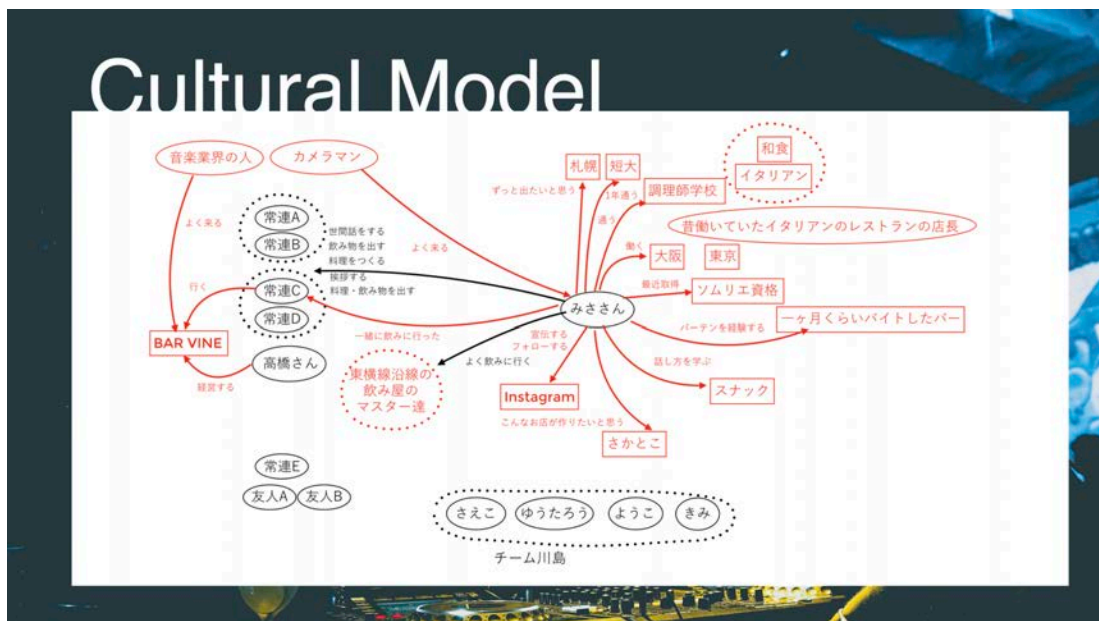 Cultural Model
音楽業界の人
カメラマン
よく来る
常連A
常連B
世間話をする
飲み物を出す
料理をつくる
挨拶する
料理・飲み物を出す
よく来る
行く
常連C
常連D
BAR VINE
高橋さん
経営する
一緒に飲みに行った
東横線沿線の
飲み屋の
マスター達
よく飲みに行く
みささん
札幌
短大
ずっと出たいと思う
1年通う
調理師学校
通う
和食
イタリアン
昔働いていたイタリアンのレストランの店長
働く
大阪
東京
最近取得
ソムリエ資格
バーテンを経験する
一ヶ月くらいバイトしたバー
宣伝する
フォローする
話し方を学ぶ
スナック
Instagram
こんなお店が作りたいと思う
さかとこ
常連E
友人A
友人B
さえこ
ゆうたろう
ようこ
きみ
チーム川島